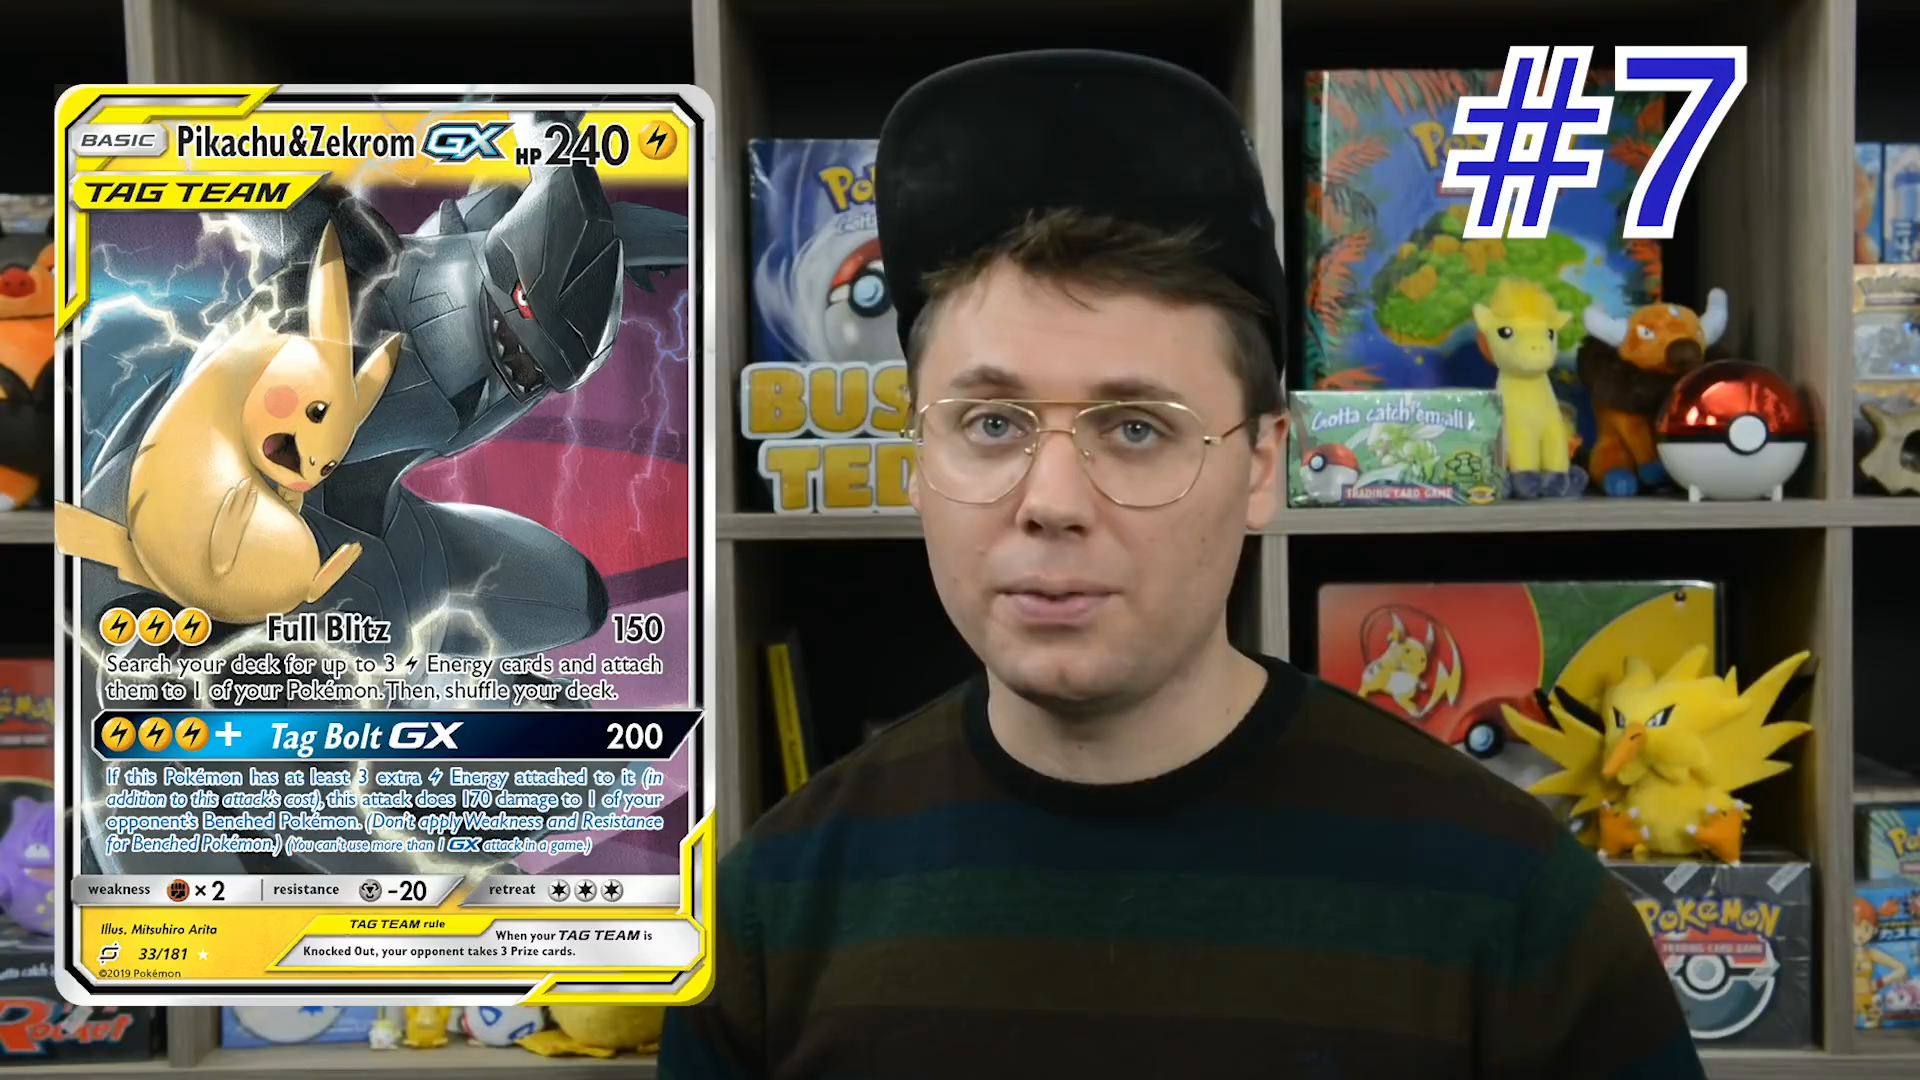 #7
BASIC Pikachu&Zekrom GX HP 240
TAG TEAM
Full Blitz 150
Search your deck for up to 3 Energy cards and attach
them to 1 of your Pokémon. Then, shuffle your deck.
+ Tag Bolt GX 200
If this Pokémon has at least 3 extra Energy attached to it (in
addition to this attack's cost), this attack does 170 damage to 1 of your
opponent's Benched Pokémon. (Don't apply Weakness and Resistance
for Benched Pokémon.) (You can't use more than 1 GX attack in a game.)
weakness ×2 resistance -20 retreat
Illus. Mitsuhiro Arita
33/181
©2019 Pokémon
TAG TEAM rule
When your TAG TEAM is
Knocked Out, your opponent takes 3 Prize cards.
BUS
TED
Gotta catch 'em all!
TRADING CARD GAME
POKéMON
TRADING CARD GAME
Rocket